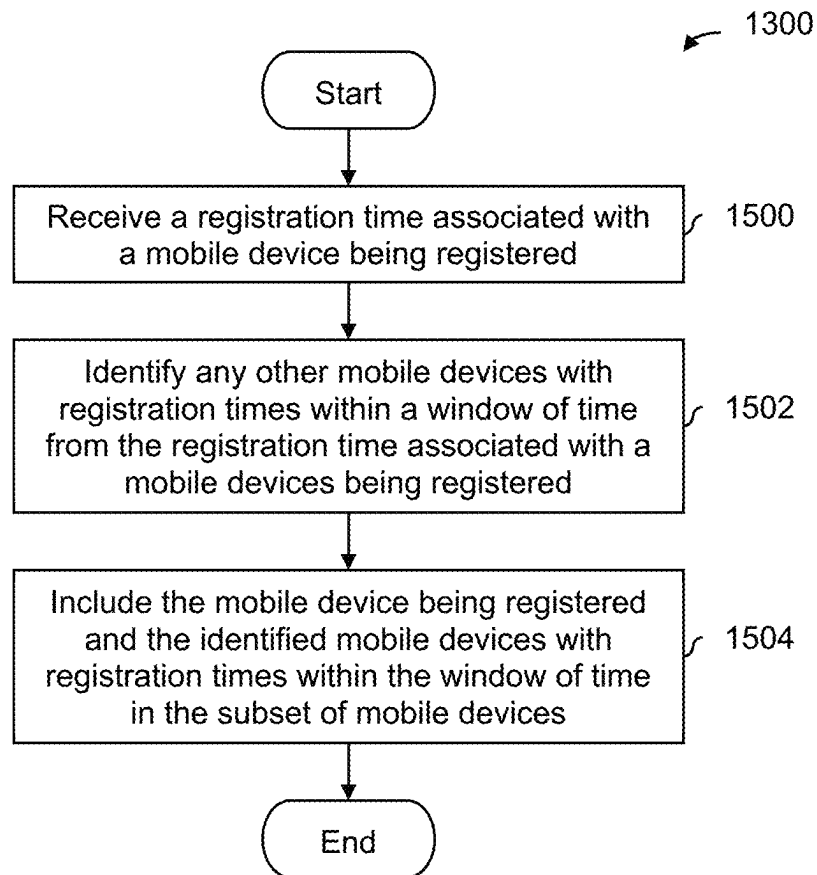 1300
Start
Receive a registration time associated with
a mobile device being registered
1500
Identify any other mobile devices with
registration times within a window of time
from the registration time associated with a
mobile devices being registered
1502
Include the mobile device being registered
and the identified mobile devices with
registration times within the window of time
in the subset of mobile devices
1504
End